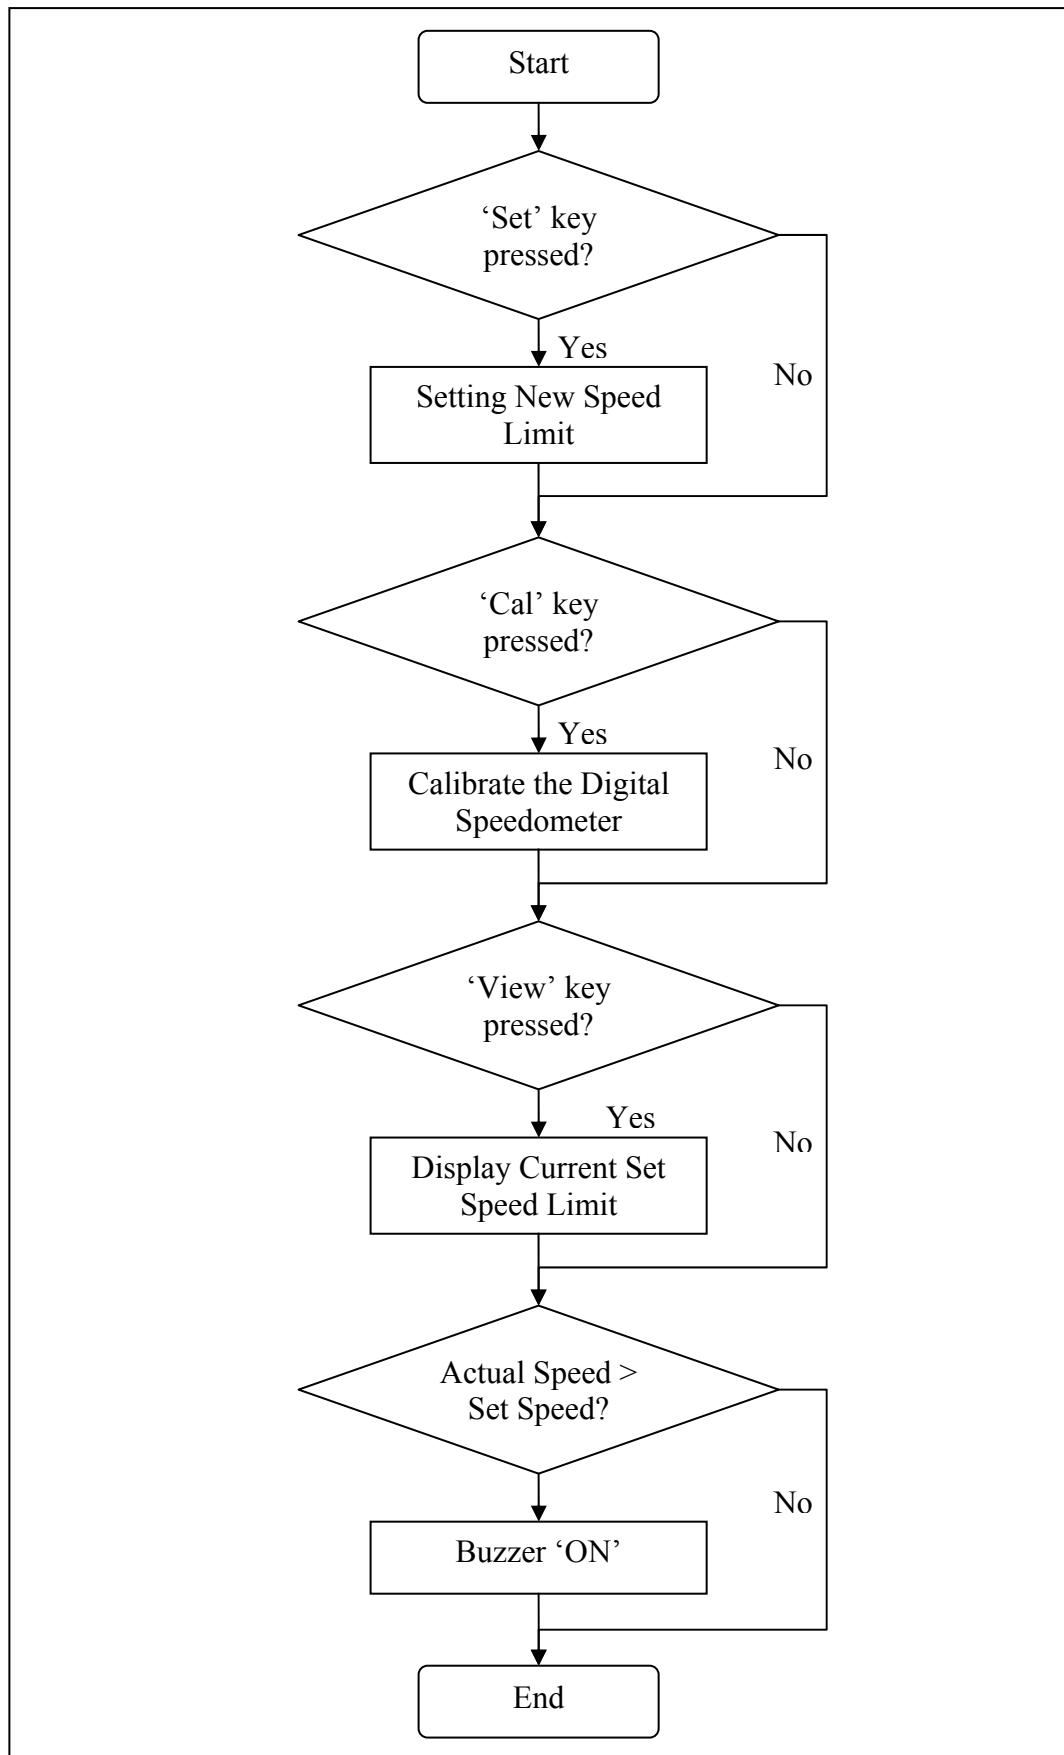 Start
‘Set’ key
pressed?
Yes
No
Setting New Speed
Limit
‘Cal’ key
pressed?
Yes
No
Calibrate the Digital
Speedometer
‘View’ key
pressed?
Yes
No
Display Current Set
Speed Limit
Actual Speed >
Set Speed?
No
Buzzer ‘ON’
End